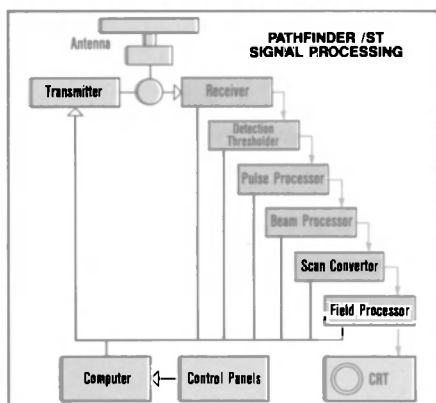 PATHFINDER /ST
SIGNAL PROCESSING
Antenna
Transmitter
Receiver
Detection
Thresholder
Pulse Processor
Beam Processor
Scan Convertor
Field Processor
Computer
Control Panels
CRT